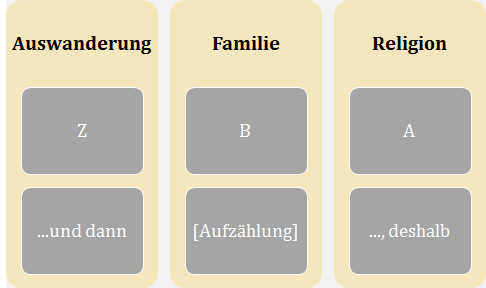 Auswanderung
Z
...und dann
Familie
B
[Aufzählung]
Religion
A
..., deshalb